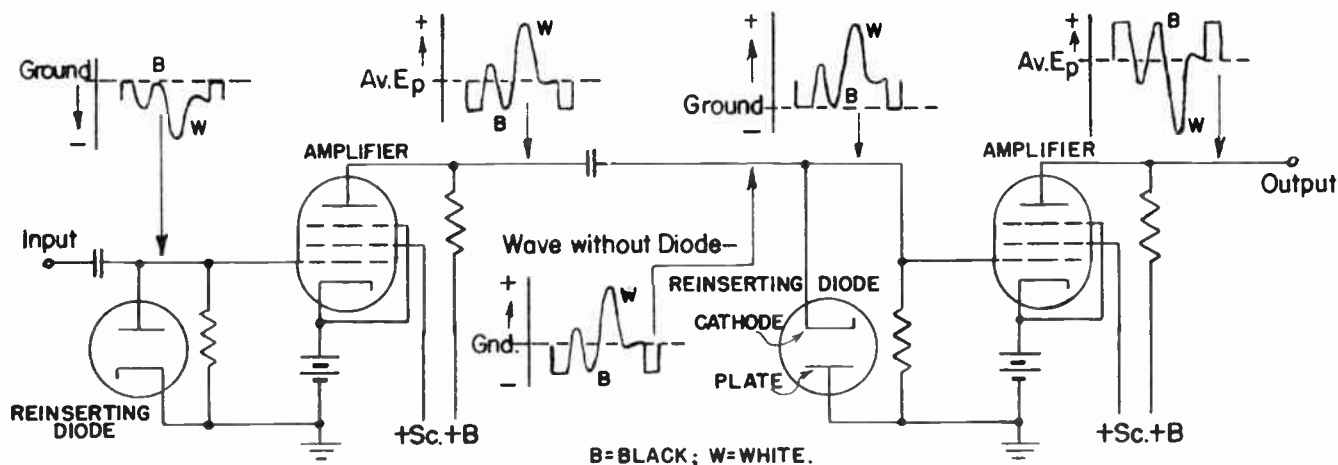 Ground
−
B
W
+
Av.Ep
−
B
W
+
Ground
−
B
W
+
Av.Ep
−
B
W
AMPLIFIER
AMPLIFIER
Output
Input
Wave without Diode–
REINSERTING DIODE
CATHODE
PLATE
+
Gnd.
−
W
B
REINSERTING
DIODE
+Sc.+B
+Sc.+B
B=BLACK; W=WHITE.